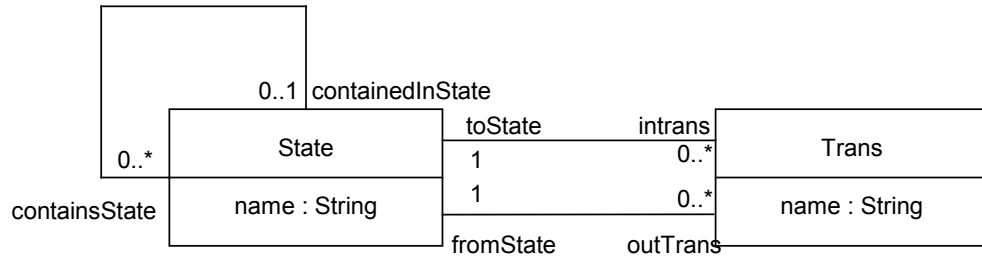 0..1 containedInState
toState intrans
State
Trans
0..*
1 0..*
1 0..*
containsState
name : String
name : String
fromState outTrans